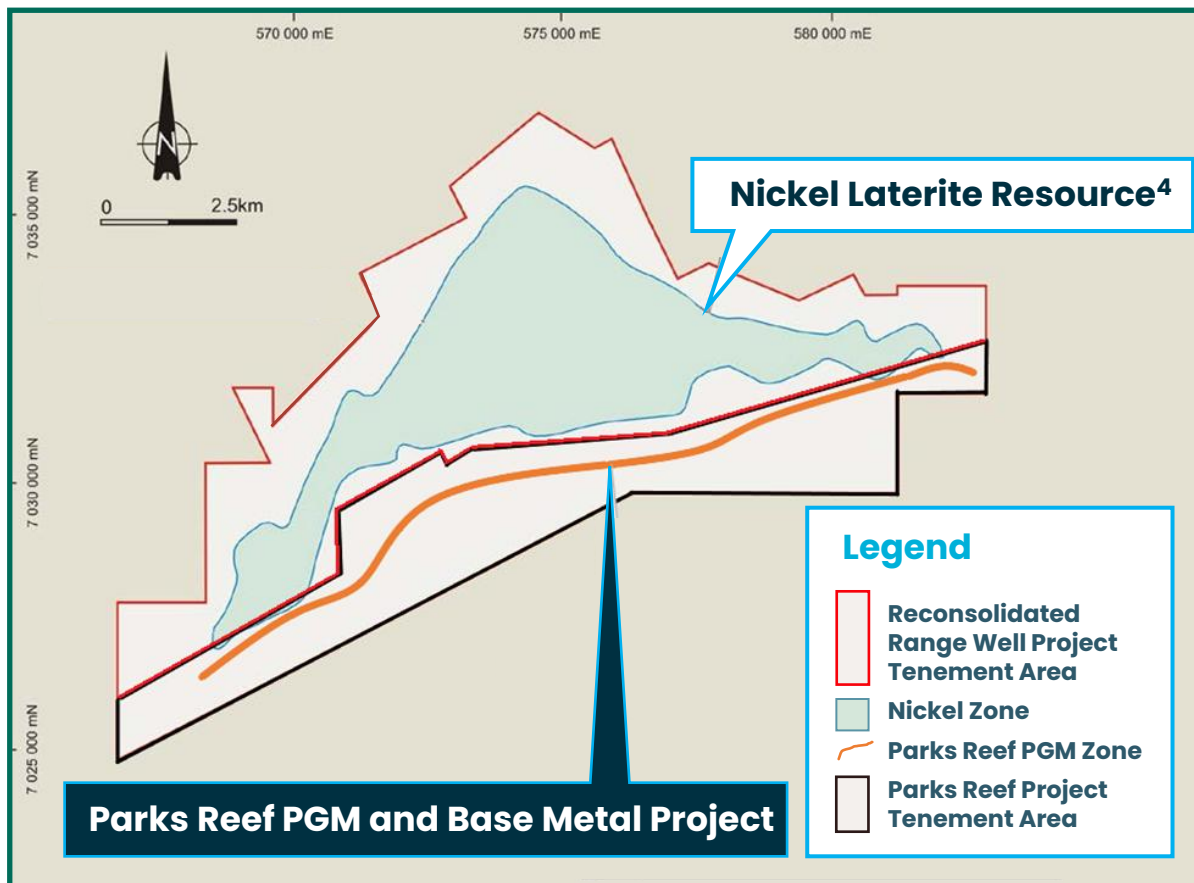 570 000 mE
575 000 mE
580 000 mE
N
0 2.5km
7 035 000 mN
7 030 000 mN
7 025 000 mN
Nickel Laterite Resource⁴
Parks Reef PGM and Base Metal Project
Legend
Reconsolidated
Range Well Project
Tenement Area
Nickel Zone
Parks Reef PGM Zone
Parks Reef Project
Tenement Area